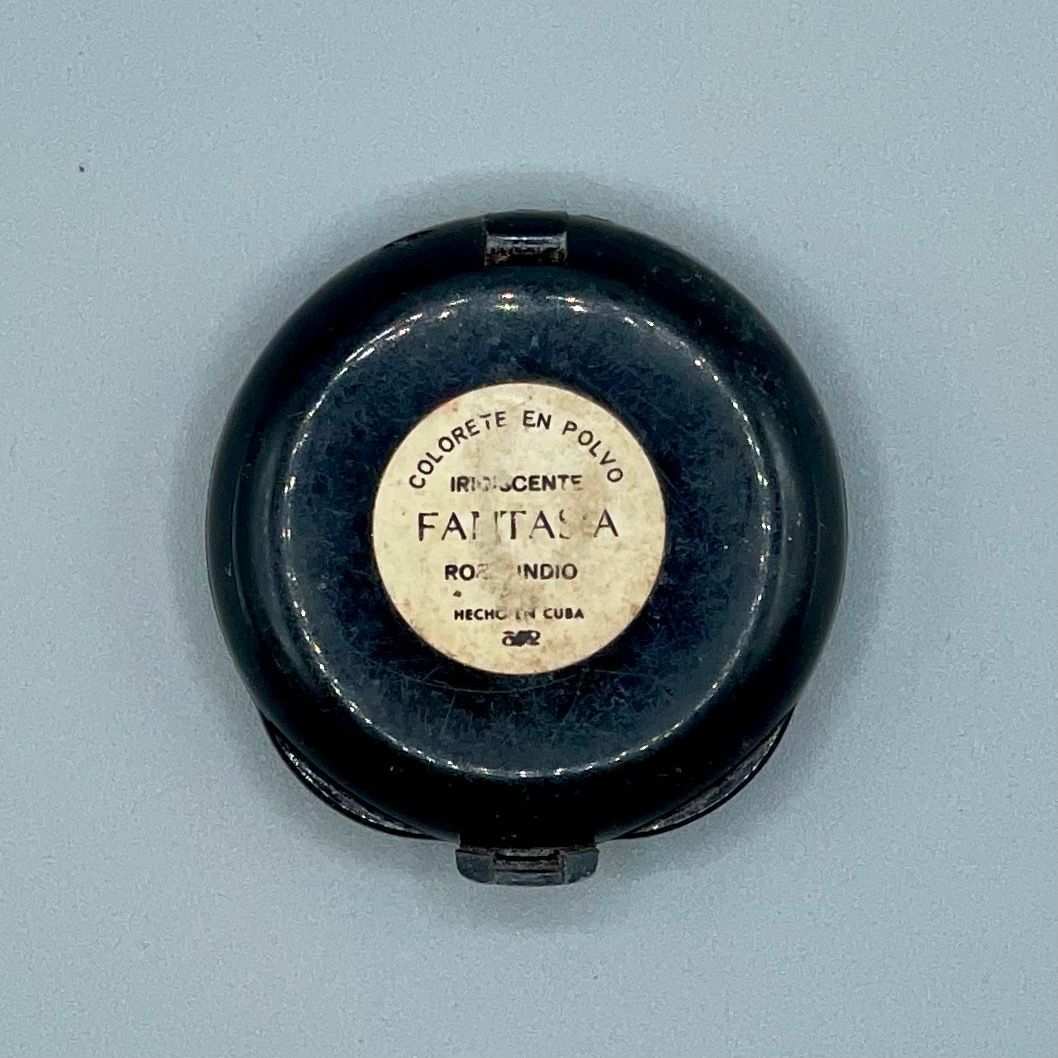 COLORETE EN POLVO
IRIDISCENTE
FANTASIA
INDIO
HECHO EN CUBA